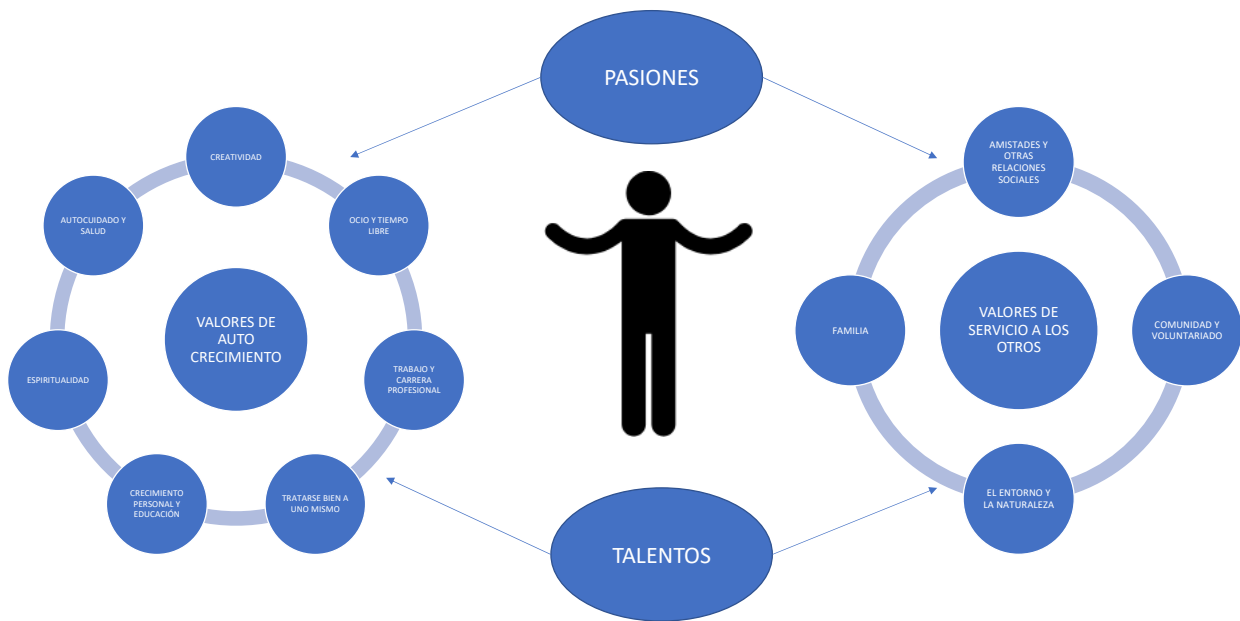 PASIONES
CREATIVIDAD
OCIO Y TIEMPO
LIBRE
TRABAJO Y
CARRERA
PROFESIONAL
TRATARSE BIEN A
UNO MISMO
CRECIMIENTO
PERSONAL Y
EDUCACIÓN
ESPIRITUALIDAD
AUTOCUIDADO Y
SALUD
VALORES DE
AUTO
CRECIMIENTO
AMISTADES Y
OTRAS
RELACIONES
SOCIALES
COMUNIDAD Y
VOLUNTARIADO
EL ENTORNO Y
LA NATURALEZA
FAMILIA
VALORES DE
SERVICIO A LOS
OTROS
TALENTOS